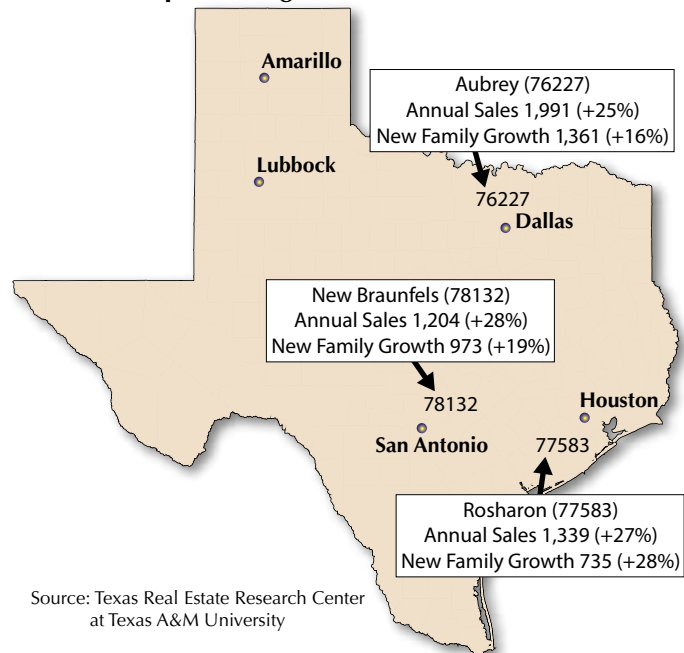 Amarillo
Aubrey (76227)
Annual Sales 1,991 (+25%)
New Family Growth 1,361 (+16%)
Lubbock
76227
Dallas
New Braunfels (78132)
Annual Sales 1,204 (+28%)
New Family Growth 973 (+19%)
78132
Houston
San Antonio
77583
Rosharon (77583)
Annual Sales 1,339 (+27%)
New Family Growth 735 (+28%)
Source: Texas Real Estate Research Center
at Texas A&M University